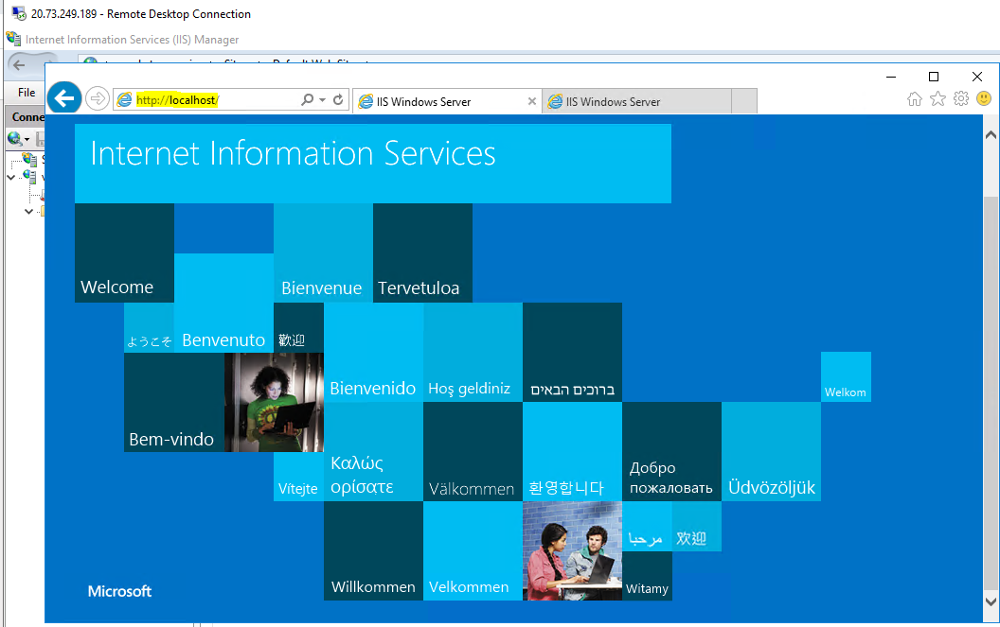 20.73.249.189 - Remote Desktop Connection
Internet Information Services (IIS) Manager
File
http://localhost/
IIS Windows Server
IIS Windows Server
Internet Information Services
Welcome
Bienvenue
Tervetuloa
ようこそ
Benvenuto
歡迎
Bienvenido
Hoş geldiniz
ברוכים הבאים
Welkom
Bem-vindo
Vítejte
Καλώς
ορίσατε
Välkommen
환영합니다
Добро
пожаловать
Üdvözöljük
Willkommen
Velkommen
مرحبا
欢迎
Witamy
Microsoft